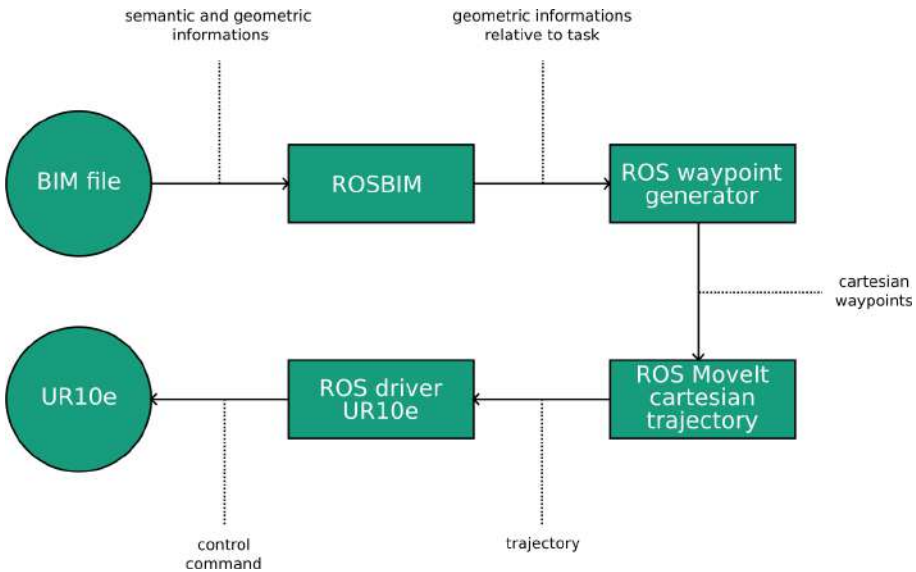 semantic and geometric
informations
geometric informations
relative to task
BIM file
ROSBIM
ROS waypoint
generator
cartesian
waypoints
UR10e
ROS driver
UR10e
ROS MoveIt
cartesian
trajectory
control
command
trajectory